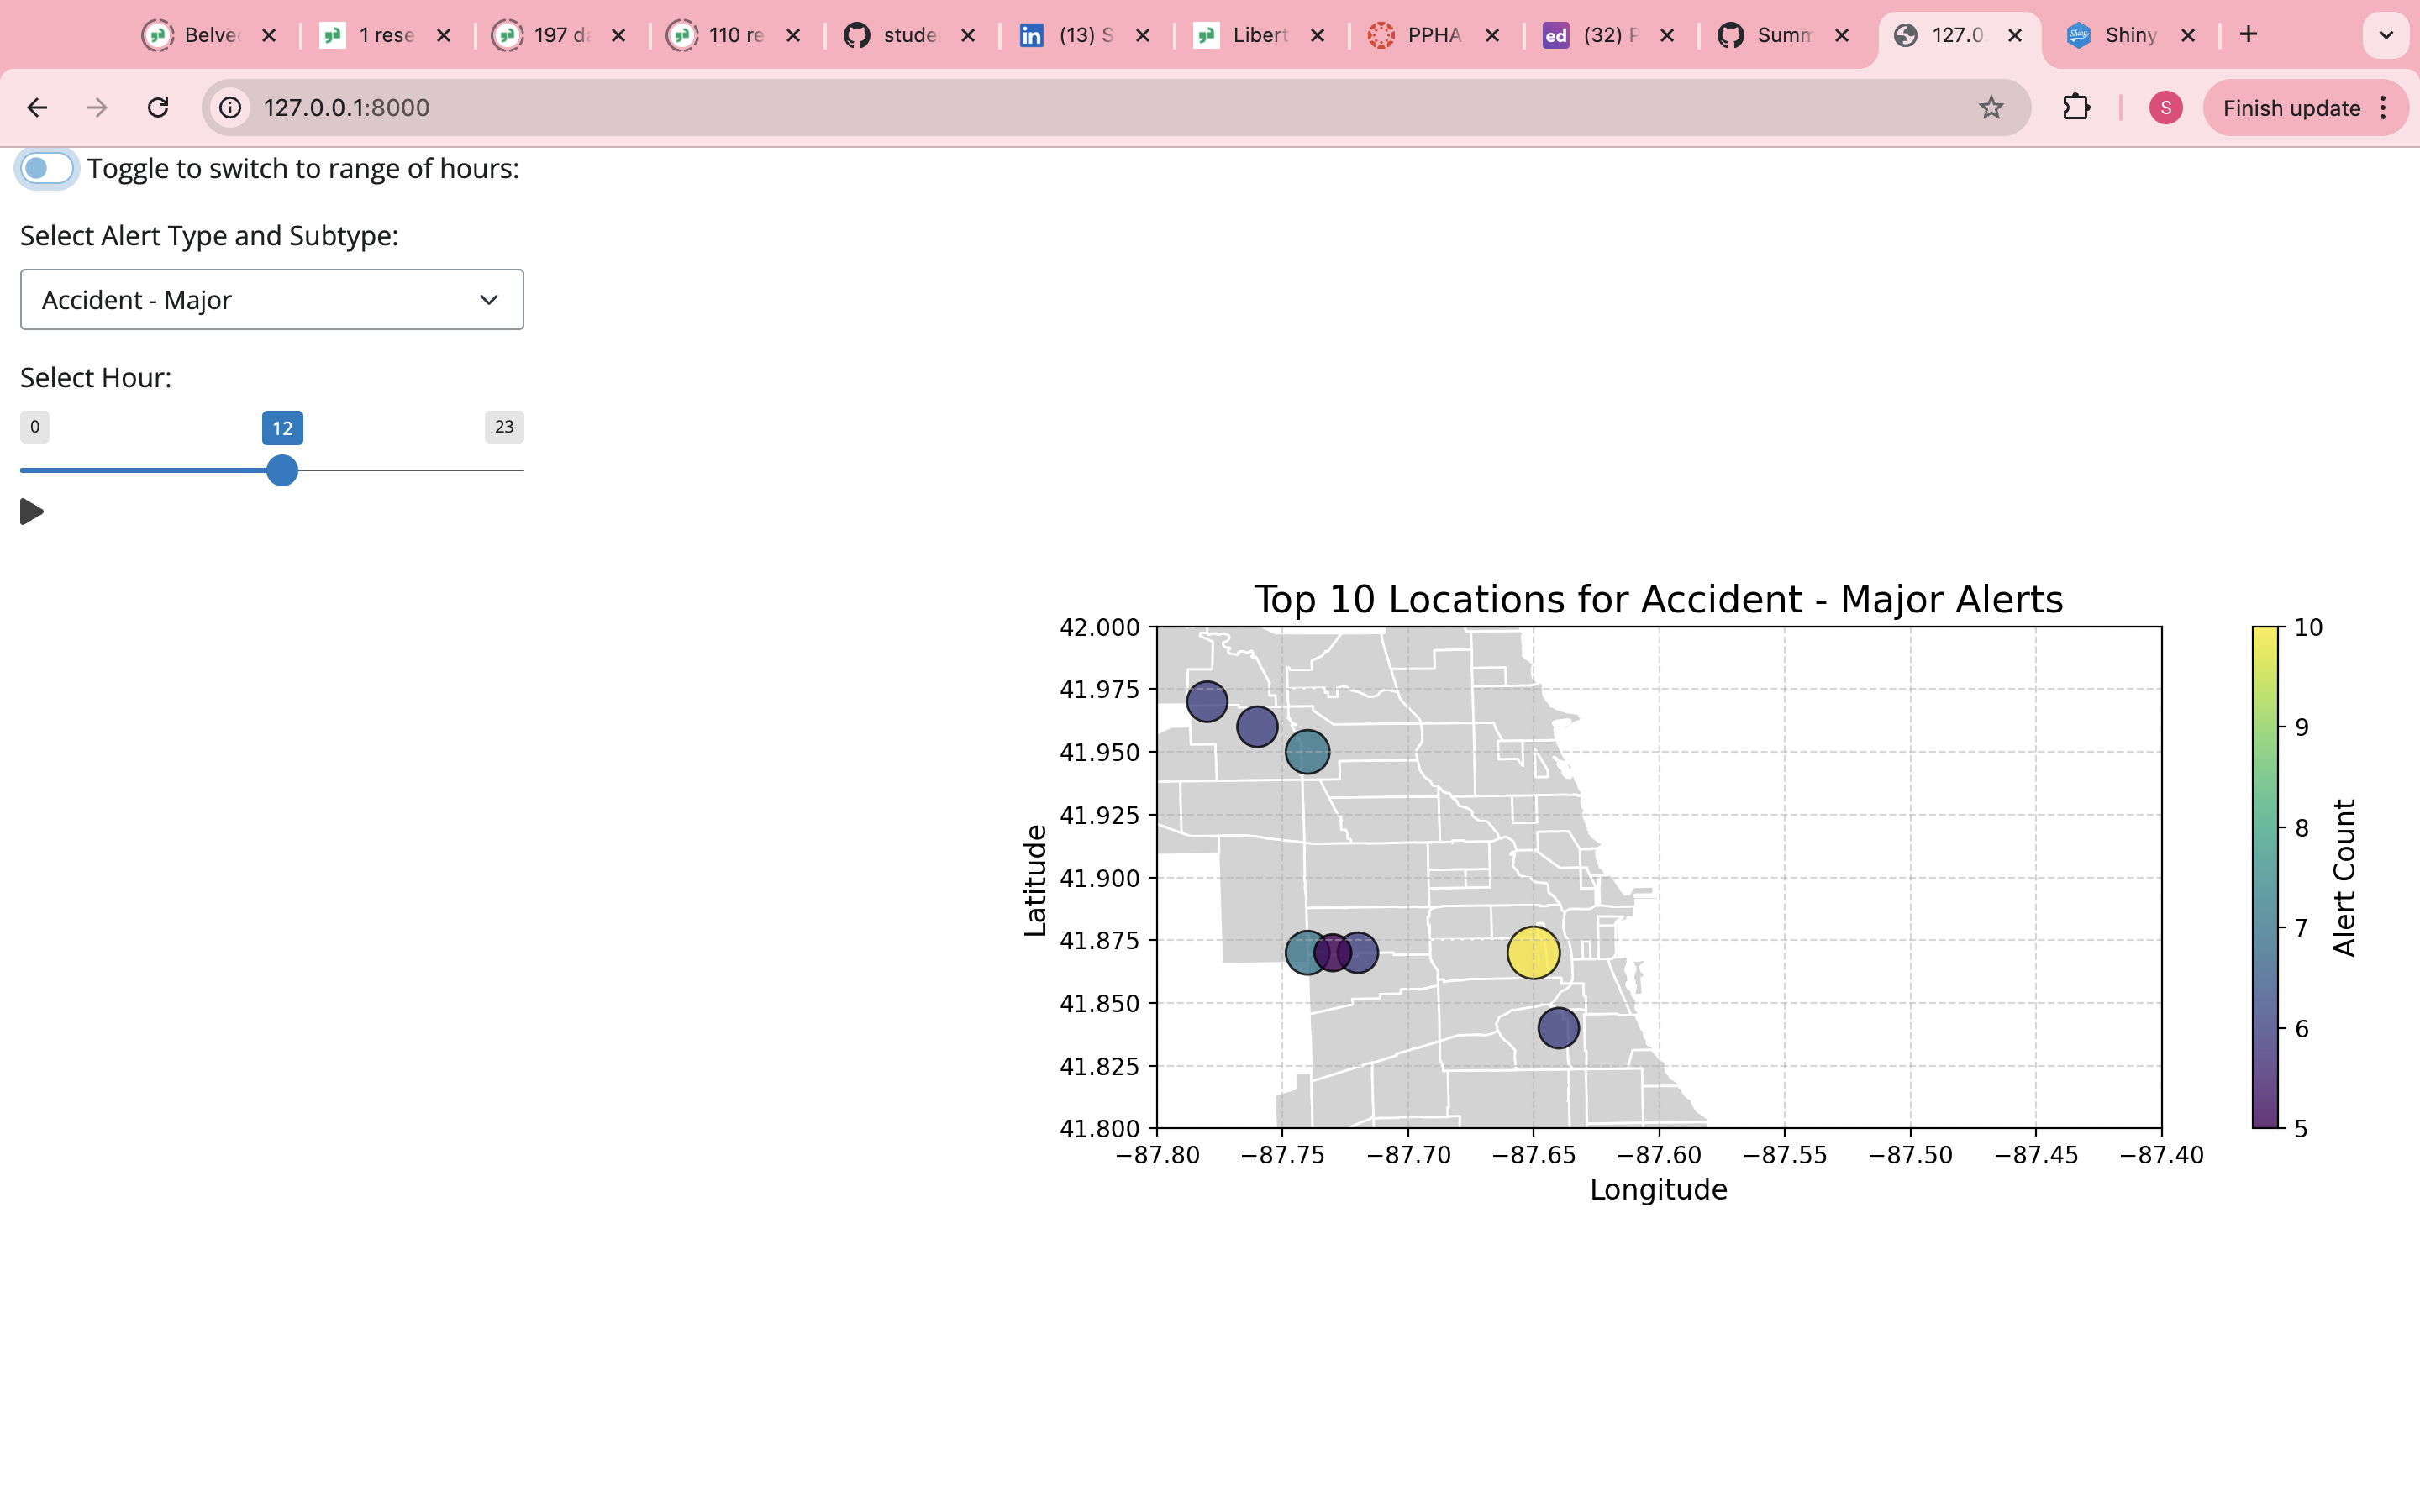 Belve
1 rese
197 d
110 re
stude
in
(13) S
Libert
PPHA
ed
(32) P
Summ
127.0
Shiny
127.0.0.1:8000
S
Finish update
Toggle to switch to range of hours:
Select Alert Type and Subtype:
Accident - Major
Select Hour:
0
12
23
Top 10 Locations for Accident - Major Alerts
42.000
41.975
41.950
41.925
41.900
41.875
41.850
41.825
41.800
Latitude
−87.80
−87.75
−87.70
−87.65
−87.60
−87.55
−87.50
−87.45
−87.40
Longitude
10
9
8
7
6
5
Alert Count